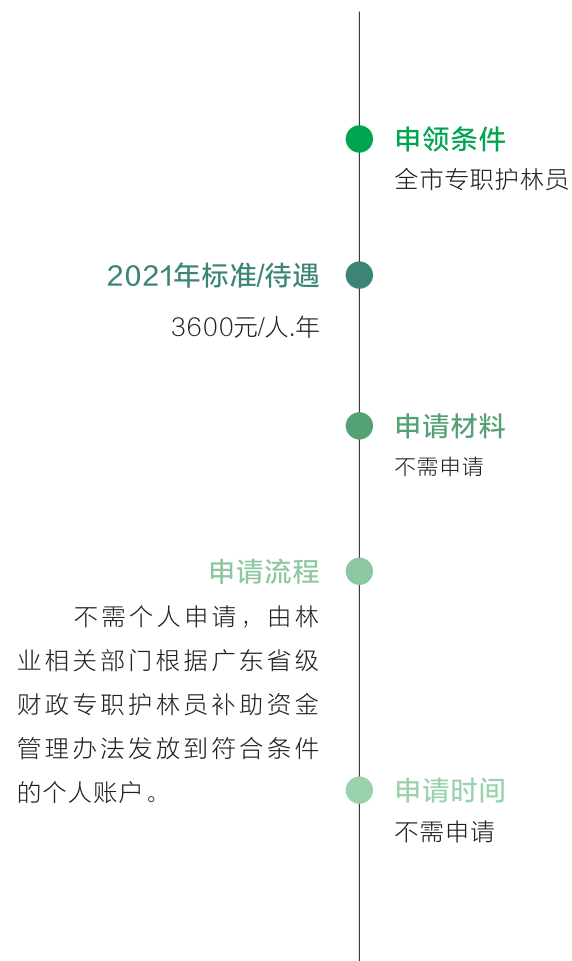 申领条件
全市专职护林员
2021年标准/待遇
3600元/人.年
申请材料
不需申请
申请流程
不需个人申请，由林
业相关部门根据广东省级
财政专职护林员补助资金
管理办法发放到符合条件
的个人账户。
申请时间
不需申请